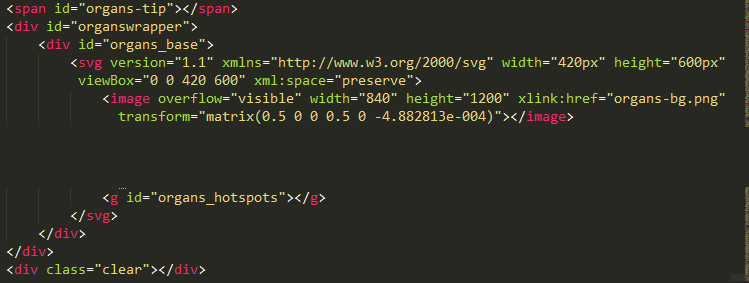 <span id="organs-tip"></span>
<div id="organswrapper">
<div id="organs_base">
<svg version="1.1" xmlns="http://www.w3.org/2000/svg" width="420px" height="600px"
viewBox="0 0 420 600" xml:space="preserve">
<image overflow="visible" width="840" height="1200" xlink:href="organs-bg.png"
transform="matrix(0.5 0 0 0.5 0 -4.882813e-004)"></image>
<g id="organs_hotspots"></g>
</svg>
</div>
</div>
<div class="clear"></div>